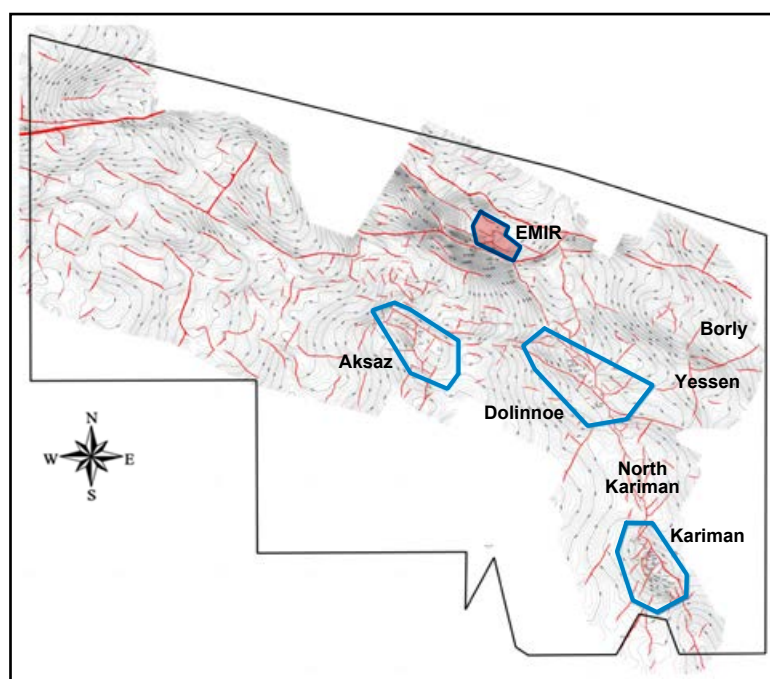 EMIR
Borly
Aksaz
Yessen
Dolinnoe
N
W E
S
North
Kariman
Kariman